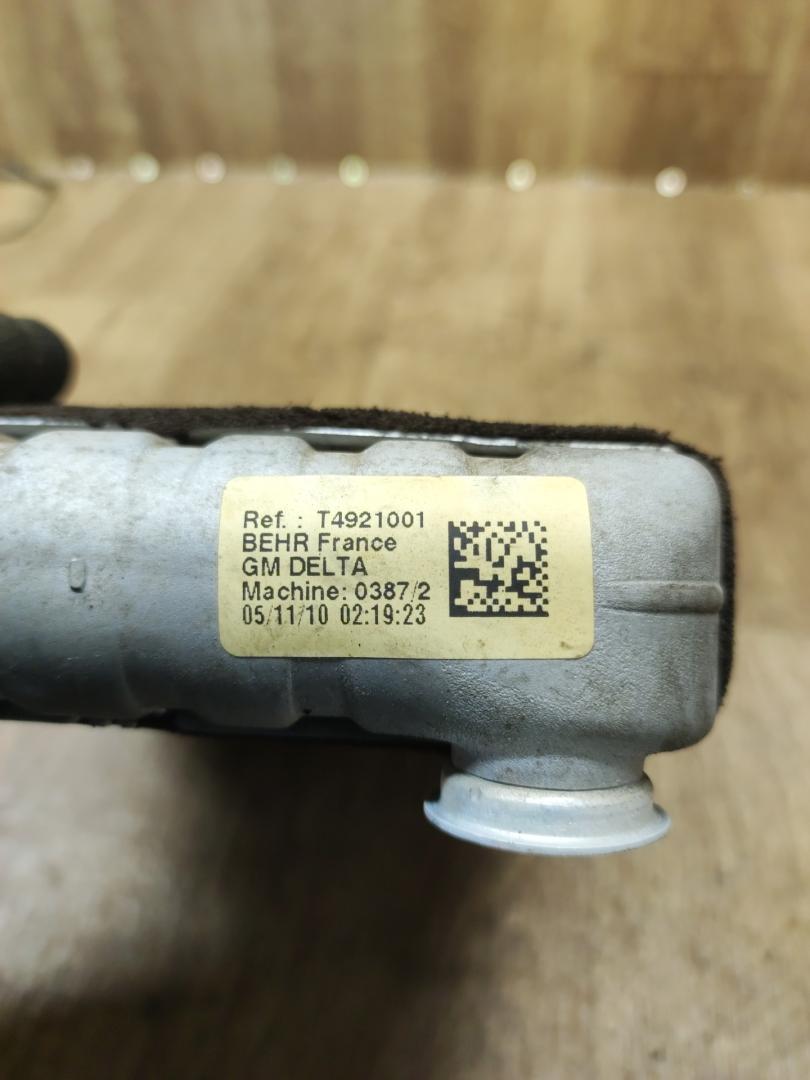 Ref. : T4921001
BEHR France
GM DELTA
Machine: 0387/2
05/11/10 02:19:23